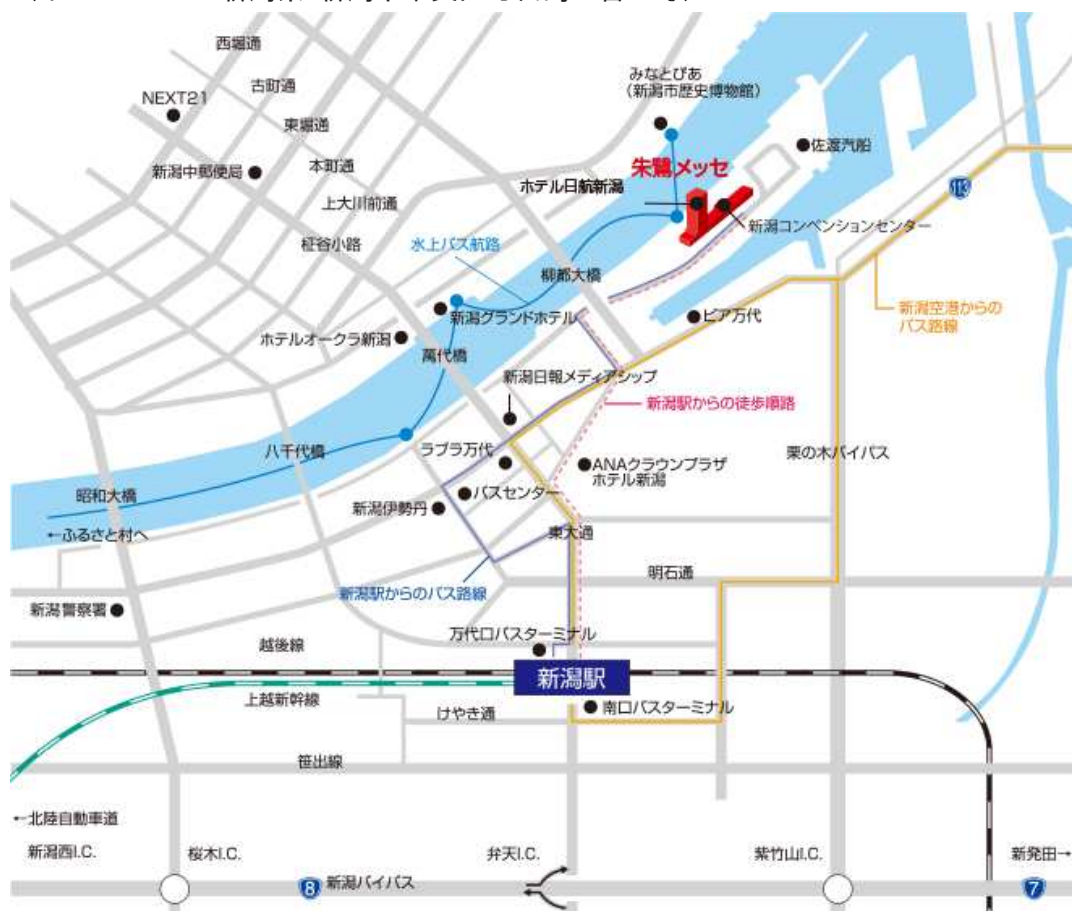 西堀通
古町通
NEXT21
東堀通
みなとぴあ
（新潟市歴史博物館）
佐渡汽船
新潟中郵便局
本町通
朱鷺メッセ
ホテル日航新潟
113
上大川前通
新潟コンベンションセンター
柾谷小路
水上バス航路
柳都大橋
新潟空港からの
バス路線
新潟グランドホテル
ピア万代
ホテルオークラ新潟
萬代橋
新潟日報メディアシップ
新潟駅からの徒歩順路
八千代橋
ラブラ万代
栗の木バイパス
ANAクラウンプラザ
ホテル新潟
昭和大橋
バスセンター
新潟伊勢丹
←ふるさと村へ
東大通
明石通
新潟駅からのバス路線
新潟警察署
万代口バスターミナル
越後線
新潟駅
上越新幹線
南口バスターミナル
けやき通
笹出線
←北陸自動車道
新潟西I.C.
桜木I.C.
弁天I.C.
紫竹山I.C.
新発田→
8
新潟バイパス
7